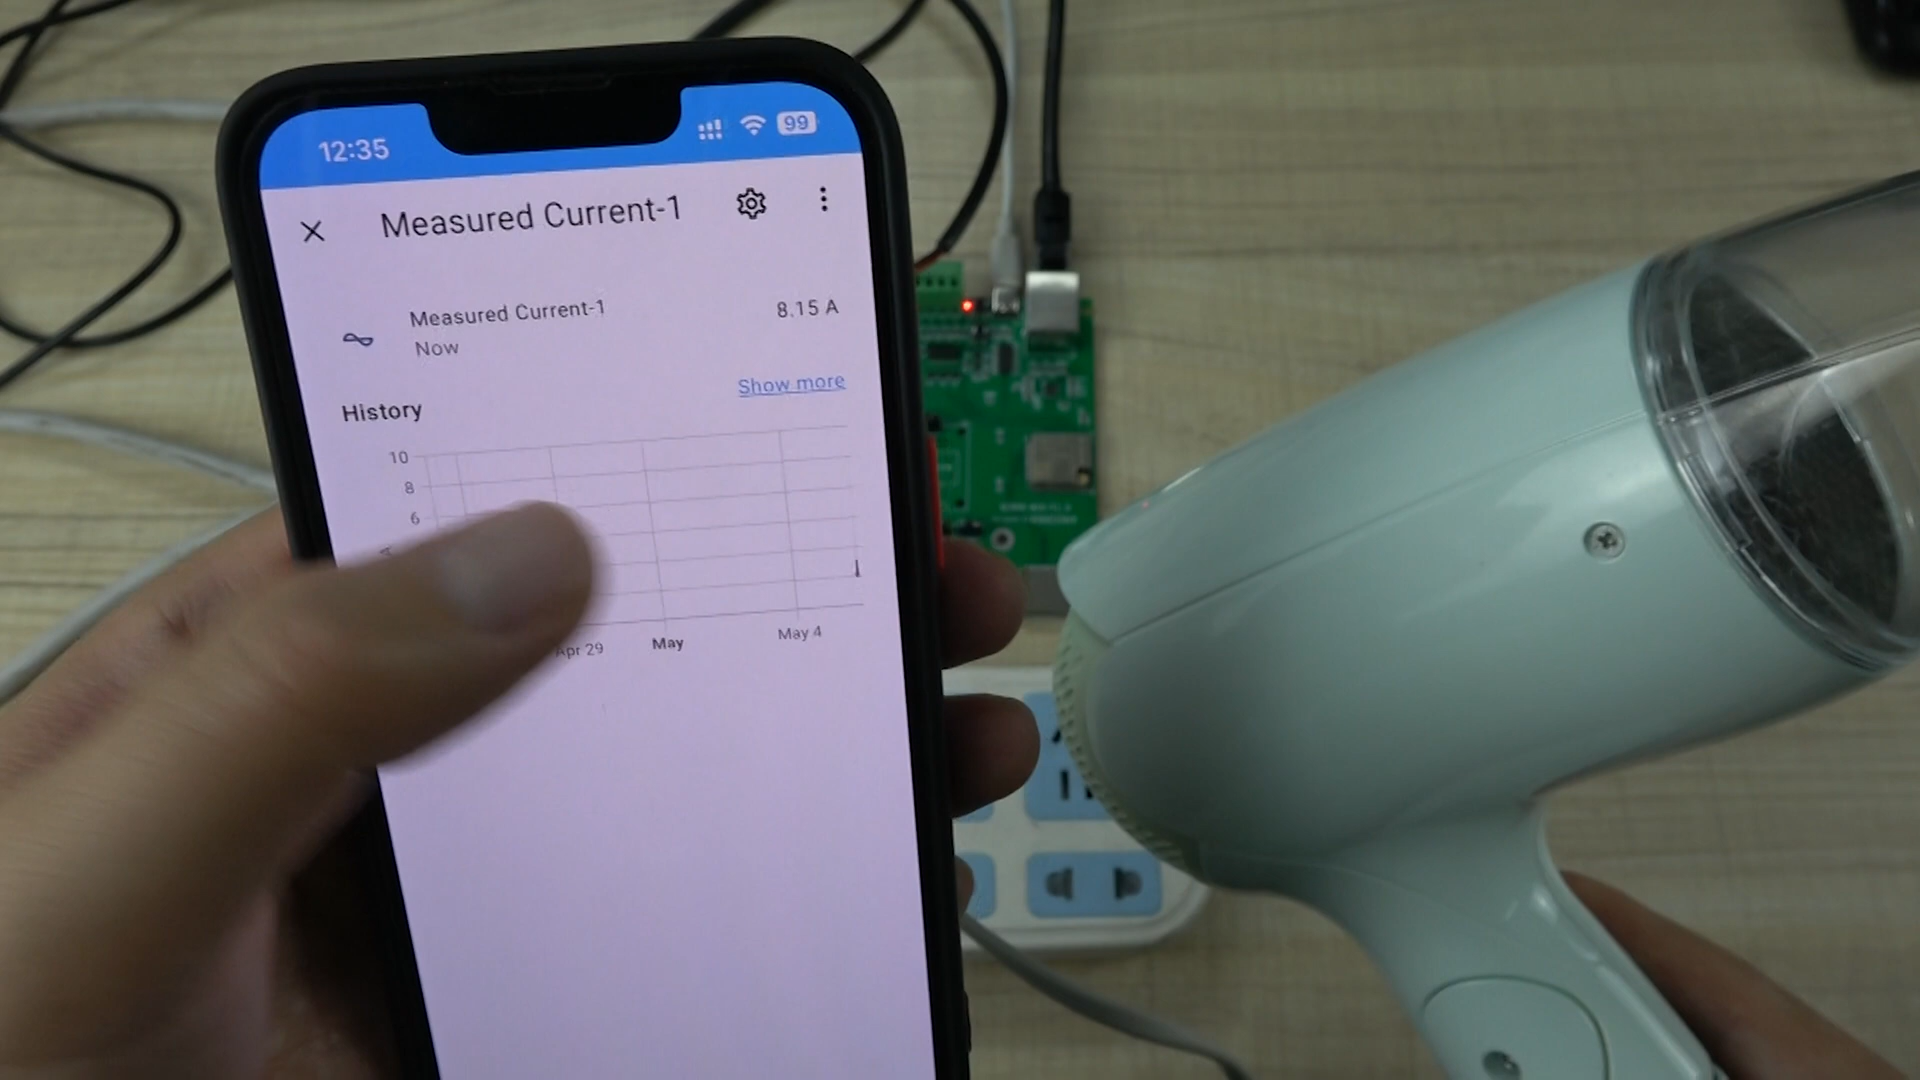 12:35
99
Measured Current-1
Measured Current-1
8.15 A
Now
Show more
History
10
8
6
A
Apr 29
May
May 4